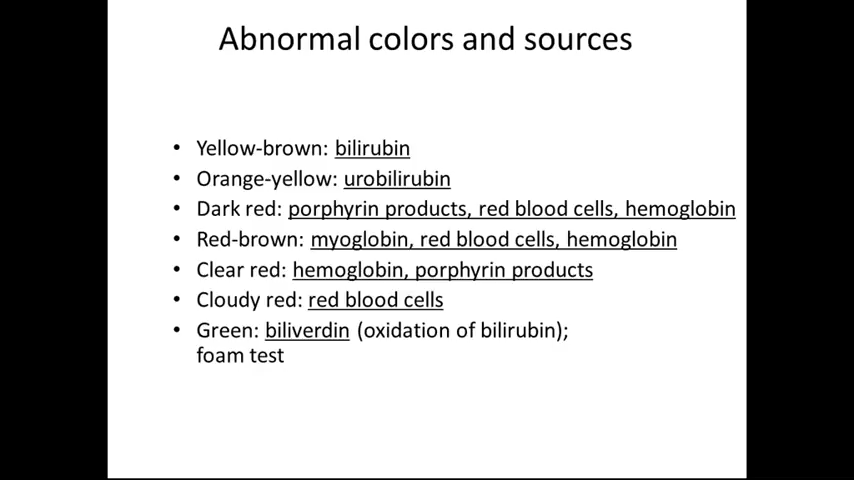 Abnormal colors and sources
• Yellow-brown: bilirubin
• Orange-yellow: urobilirubin
• Dark red: porphyrin products, red blood cells, hemoglobin
• Red-brown: myoglobin, red blood cells, hemoglobin
• Clear red: hemoglobin, porphyrin products
• Cloudy red: red blood cells
• Green: biliverdin (oxidation of bilirubin);
foam test